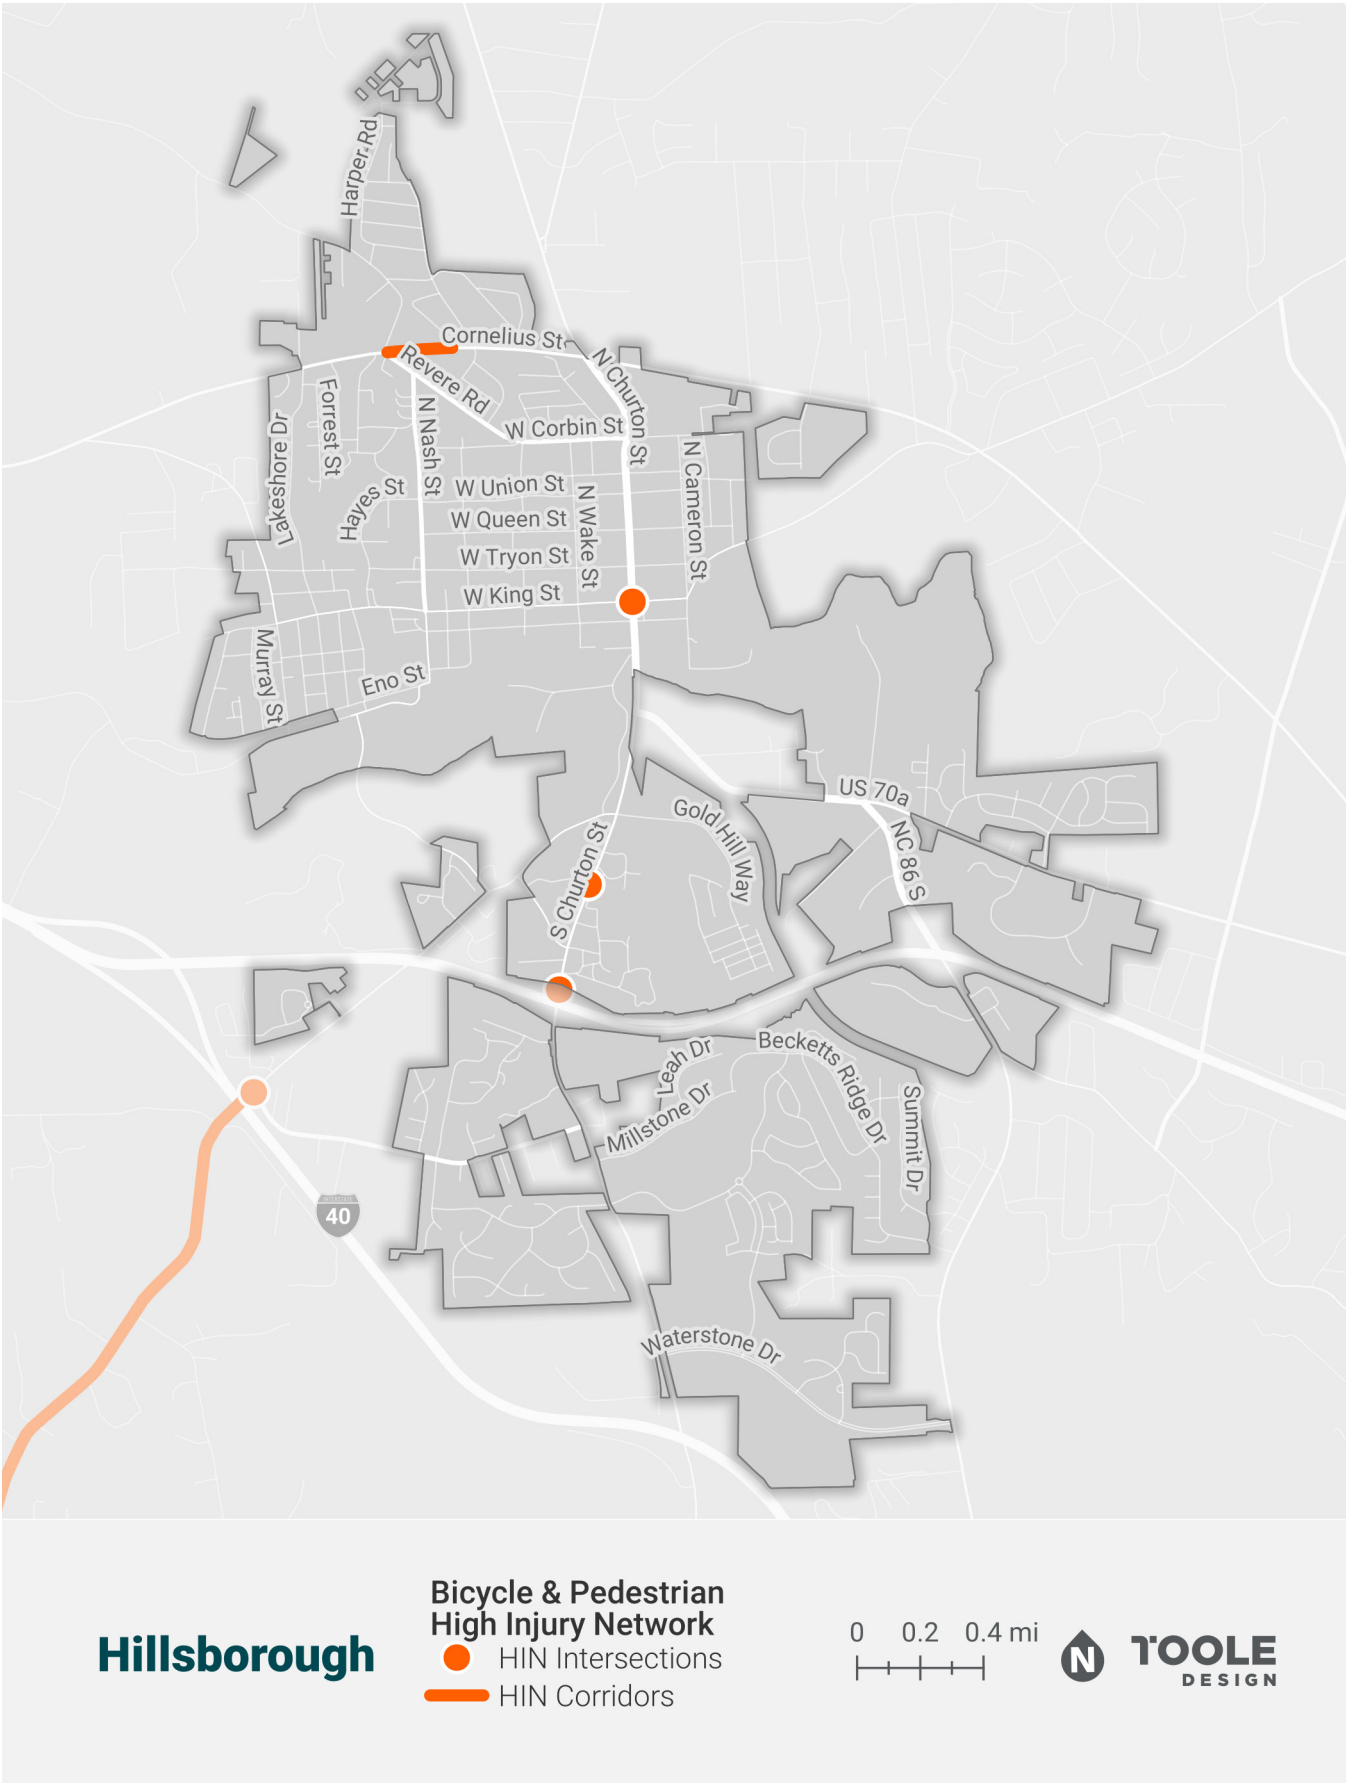 Harper Rd
Cornelius St
Revere Rd
N Churton St
Forrest St
Lakeshore Dr
N Nash St
W Corbin St
N Cameron St
Hayes St
W Union St
N Wake St
W Queen St
W Tryon St
W King St
Murray St
Eno St
US 70a
Gold Hill Way
NC 86 S
S Churton St
Leah Dr
Becketts Ridge Dr
Millstone Dr
Summit Dr
INTERSTATE
40
Waterstone Dr
Hillsborough
Bicycle & Pedestrian
High Injury Network
HIN Intersections
HIN Corridors
0 0.2 0.4 mi
N
TOOLE
DESIGN